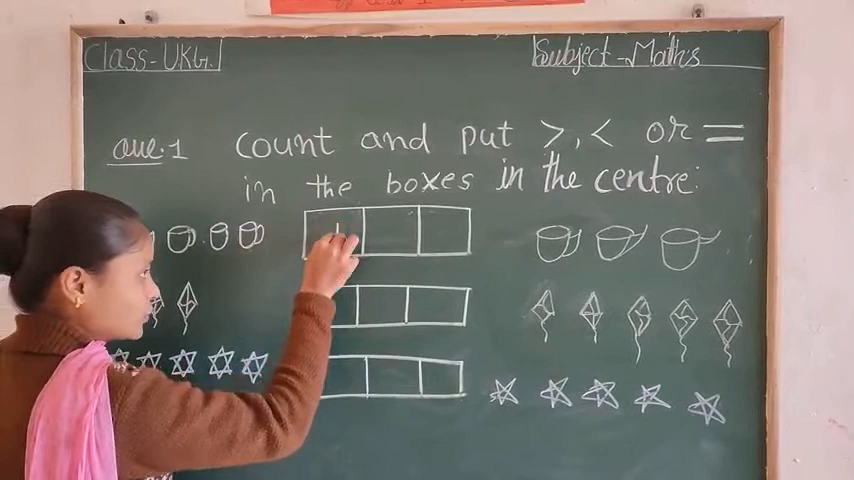 Class-UKG.
Subject - Maths
que.1 count and put >, < or =
in the boxes in the centre: